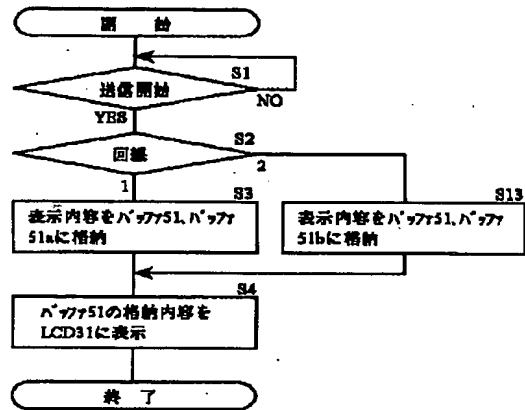 開 始
S1
送信開始
NO
YES
S2
回線
2
1
S3
表示内容をバッファ51、バッファ
51aに格納
S13
表示内容をバッファ51、バッファ
51bに格納
S4
バッファ51の格納内容を
LCD31に表示
終 了